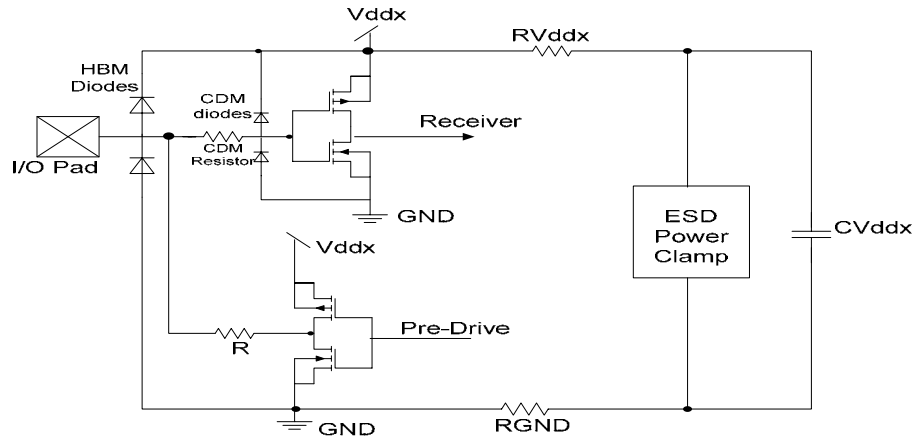 Vddx
RVddx
HBM
Diodes
CDM
diodes
Receiver
CDM
Resistor
I/O Pad
GND
ESD
Power
Clamp
CVddx
Vddx
Pre-Drive
R
GND
RGND